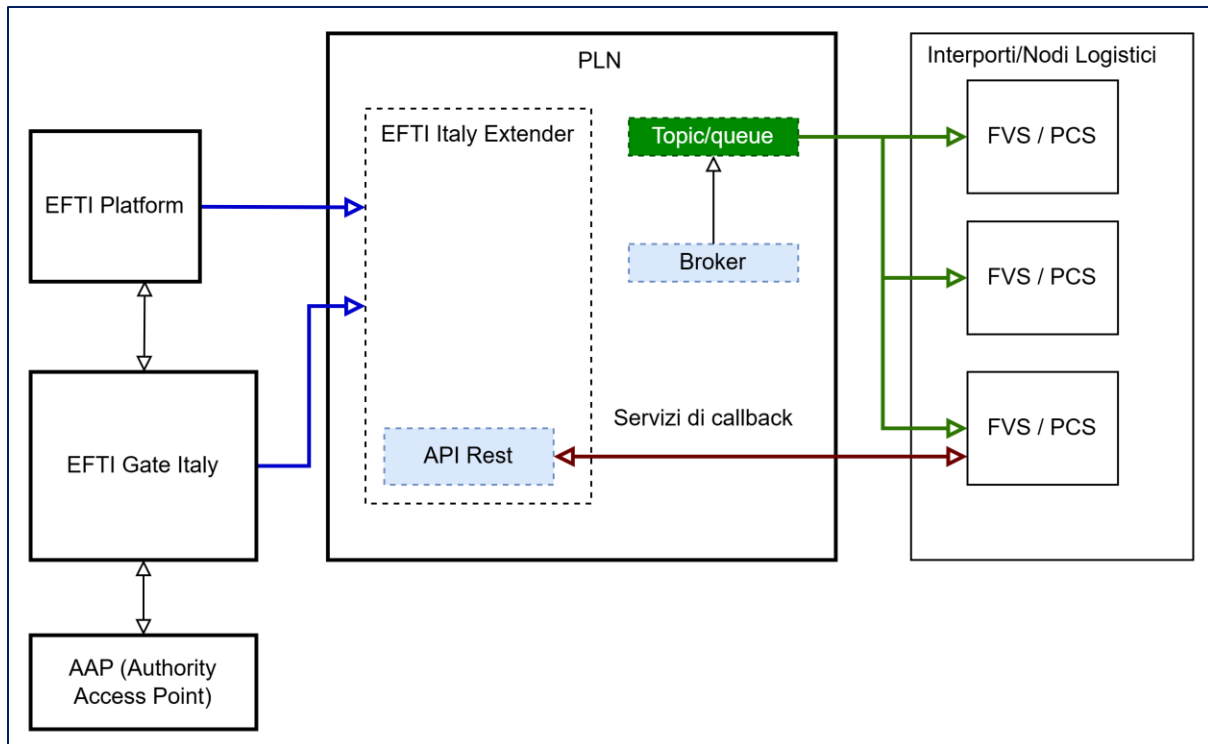 PLN
Interporti/Nodi Logistici
EFTI Italy Extender
Topic/queue
FVS / PCS
EFTI Platform
Broker
FVS / PCS
Servizi di callback
FVS / PCS
EFTI Gate Italy
API Rest
AAP (Authority
Access Point)